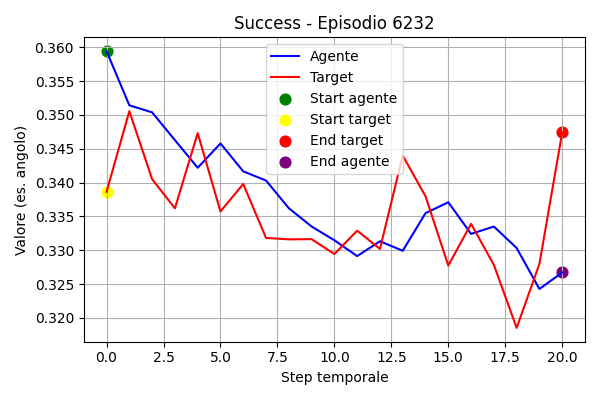 Success - Episodio 6232
Valore (es. angolo)
0.360
0.355
0.350
0.345
0.340
0.335
0.330
0.325
0.320
Agente
Target
Start agente
Start target
End target
End agente
0.0 2.5 5.0 7.5 10.0 12.5 15.0 17.5 20.0
Step temporale